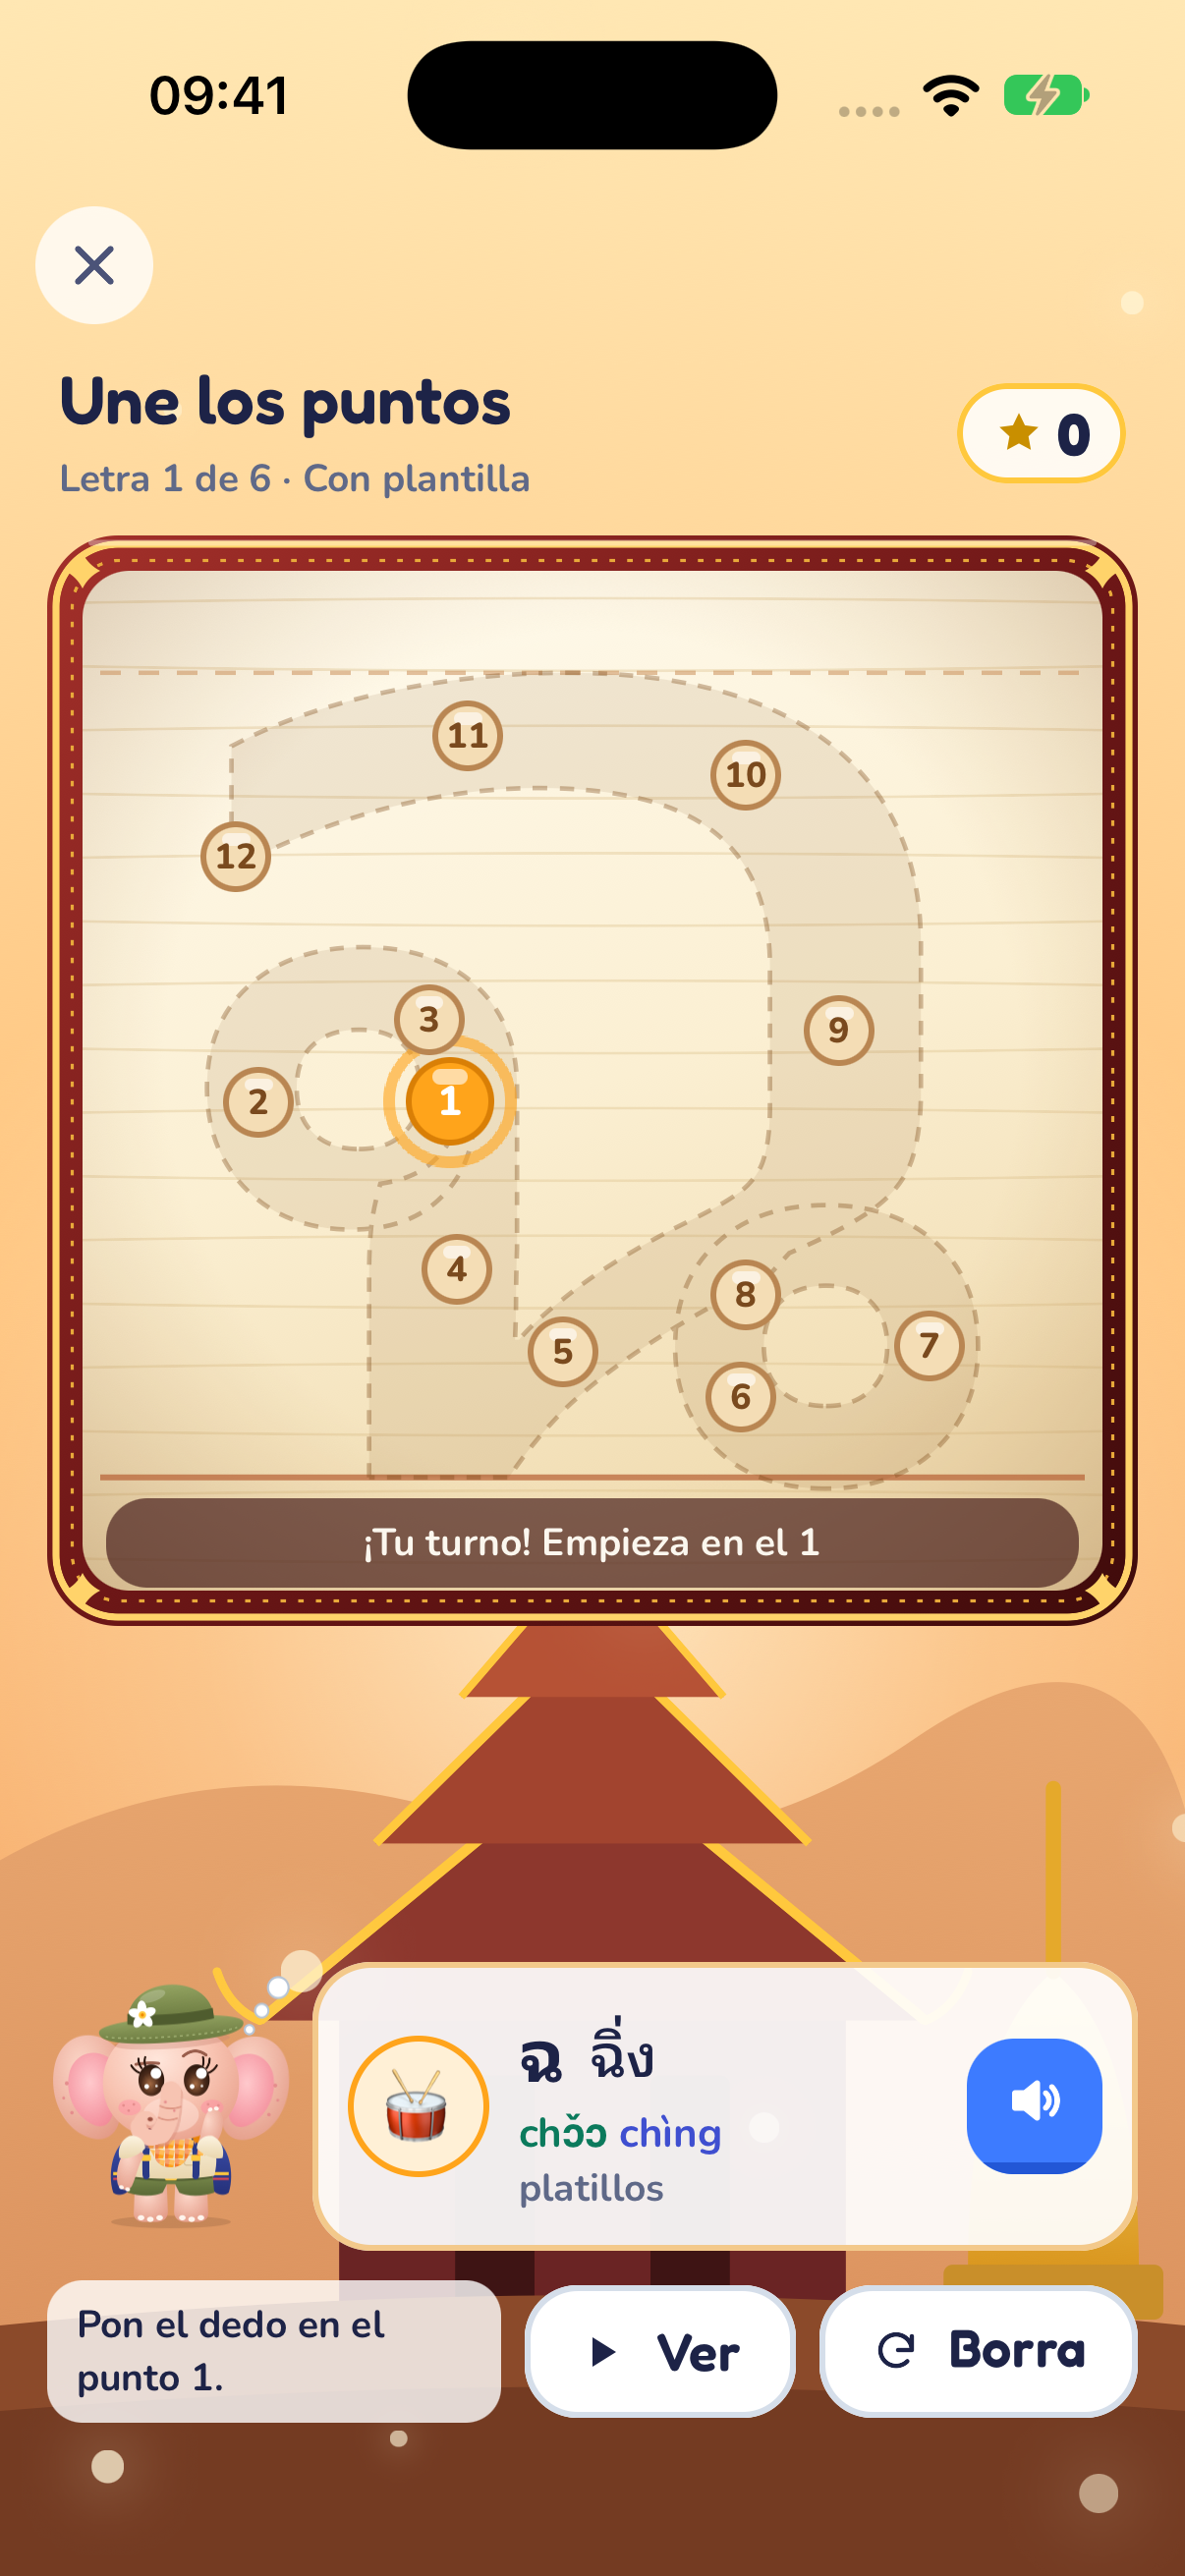 09:41
Une los puntos
Letra 1 de 6 · Con plantilla
0
11
10
12
3
9
2
1
4
8
5
7
6
¡Tu turno! Empieza en el 1
ฉ ฉิ่ง
chɔ̌ɔ chìng
platillos
Pon el dedo en el
punto 1.
Ver
Borra